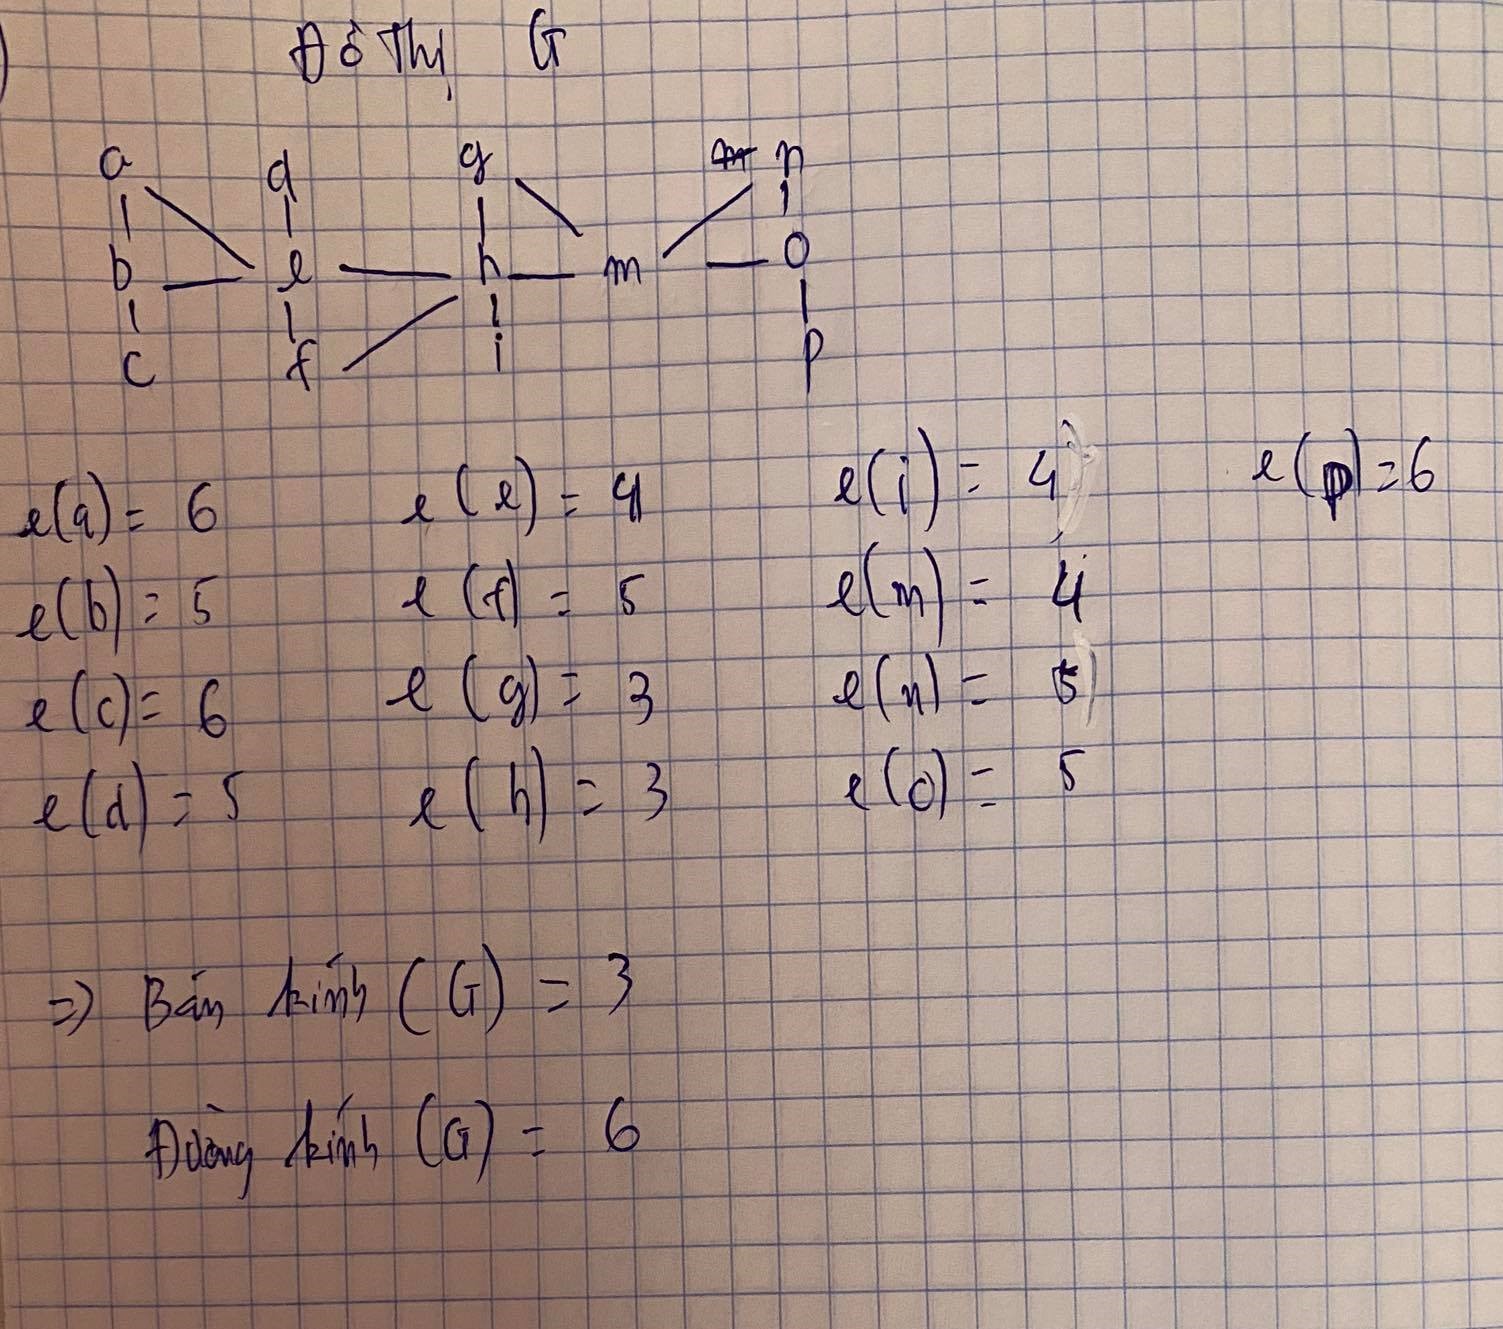 Đồ Thị G
a d g n
b e h m o
c f i p
e(a) = 6 e(e) = 4 e(i) = 4 e(p) = 6
e(b) = 5 e(f) = 5 e(m) = 4
e(c) = 6 e(g) = 3 e(n) = 5
e(d) = 5 e(h) = 3 e(o) = 5
=> Bán kính (G) = 3
Đường kính (G) = 6